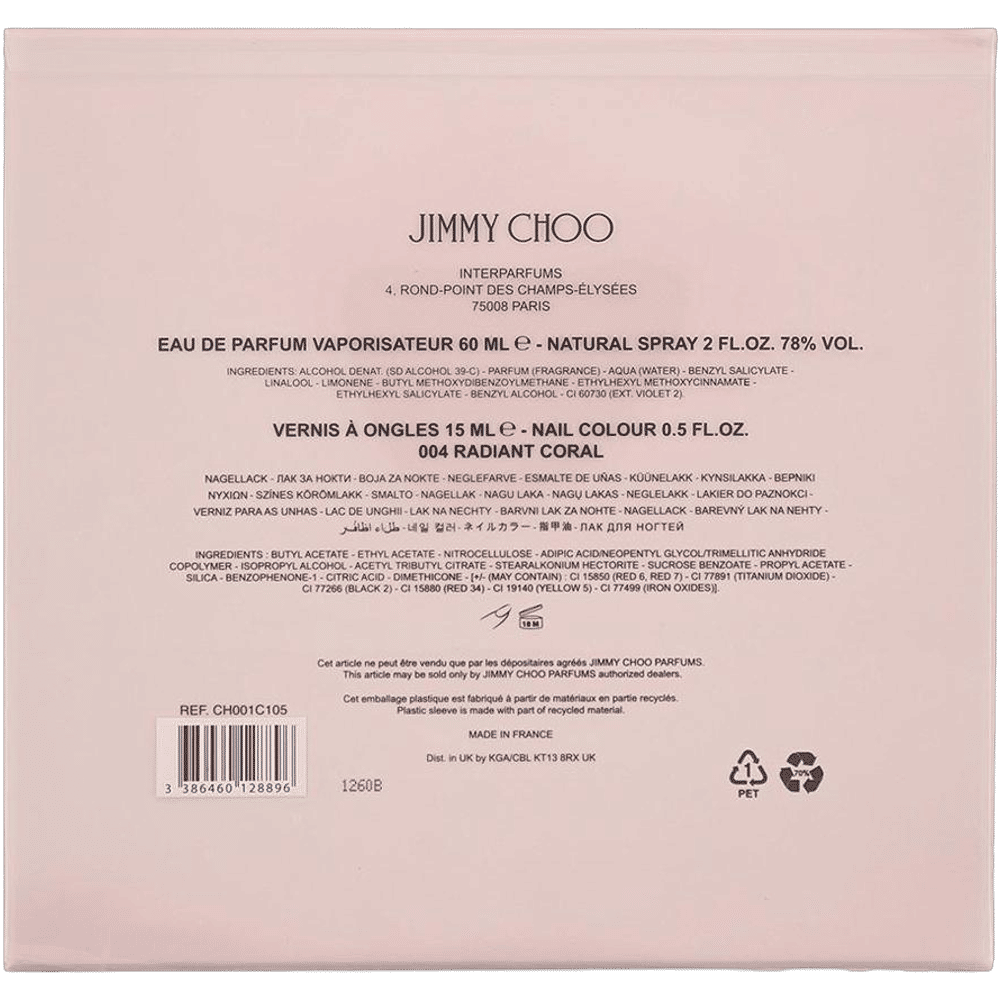 JIMMY CHOO
INTERPARFUMS
4, ROND-POINT DES CHAMPS-ÉLYSÉES
75008 PARIS
EAU DE PARFUM VAPORISATEUR 60 ML ℮ - NATURAL SPRAY 2 FL.OZ. 78% VOL.
INGREDIENTS: ALCOHOL DENAT. (SD ALCOHOL 39-C) - PARFUM (FRAGRANCE) - AQUA (WATER) - BENZYL SALICYLATE -
LINALOOL - LIMONENE - BUTYL METHOXYDIBENZOYLMETHANE - ETHYLHEXYL METHOXYCINNAMATE -
ETHYLHEXYL SALICYLATE - BENZYL ALCOHOL - CI 60730 (EXT. VIOLET 2).
VERNIS À ONGLES 15 ML ℮ - NAIL COLOUR 0.5 FL.OZ.
004 RADIANT CORAL
NAGELLACK - ЛАК ЗА НОКТИ - BOJA ZA NOKTE - NEGLEFARVE - ESMALTE DE UÑAS - KÜÜNELAKK - KYNSILAKKA - ΒΕΡΝΙΚΙ
ΝΥΧΙΩΝ - SZÍNES KÖRÖMLAKK - SMALTO - NAGELLAK - NAGU LAKA - NAGŲ LAKAS - NEGLELAKK - LAKIER DO PAZNOKCI -
VERNIZ PARA AS UNHAS - LAC DE UNGHII - LAK NA NECHTY - BARVNI LAK ZA NOHTE - NAGELLACK - BAREVNÝ LAK NA NEHTY -
طلاء اظافر - 네일 컬러 - ネイルカラー - 指甲油 - ЛАК ДЛЯ НОГТЕЙ
INGREDIENTS : BUTYL ACETATE - ETHYL ACETATE - NITROCELLULOSE - ADIPIC ACID/NEOPENTYL GLYCOL/TRIMELLITIC ANHYDRIDE
COPOLYMER - ISOPROPYL ALCOHOL - ACETYL TRIBUTYL CITRATE - STEARALKONIUM HECTORITE - SUCROSE BENZOATE - PROPYL ACETATE -
SILICA - BENZOPHENONE-1 - CITRIC ACID - DIMETHICONE - [+/- (MAY CONTAIN) : CI 15850 (RED 6, RED 7) - CI 77891 (TITANIUM DIOXIDE) -
CI 77266 (BLACK 2) - CI 15880 (RED 34) - CI 19140 (YELLOW 5) - CI 77499 (IRON OXIDES)].
18 M
Cet article ne peut être vendu que par les dépositaires agréés JIMMY CHOO PARFUMS.
This article may be sold only by JIMMY CHOO PARFUMS authorized dealers.
Cet emballage plastique est fabriqué à partir de matériaux en partie recyclés.
Plastic sleeve is made with part of recycled material.
MADE IN FRANCE
Dist. in UK by KGA/CBL KT13 8RX UK
REF. CH001C105
3 386460 128896
1260B
1
PET
70%